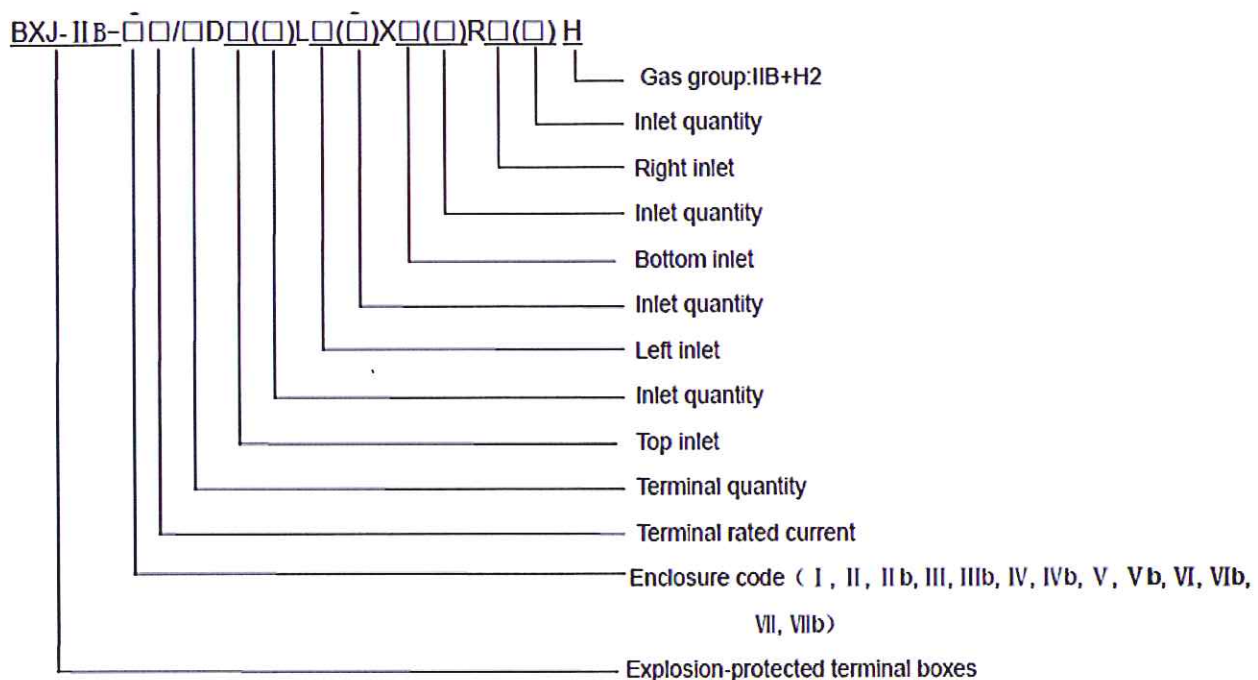 BXJ-ⅡB-□□/□D□(□)L□(□)X□(□)R□(□) H
Gas group:IIB+H2
Inlet quantity
Right inlet
Inlet quantity
Bottom inlet
Inlet quantity
Left inlet
Inlet quantity
Top inlet
Terminal quantity
Terminal rated current
Enclosure code（Ⅰ, Ⅱ, Ⅱb, Ⅲ, Ⅲb, Ⅳ, Ⅳb, Ⅴ, Ⅴb, Ⅵ, Ⅵb,
Ⅶ, Ⅶb）
Explosion-protected terminal boxes